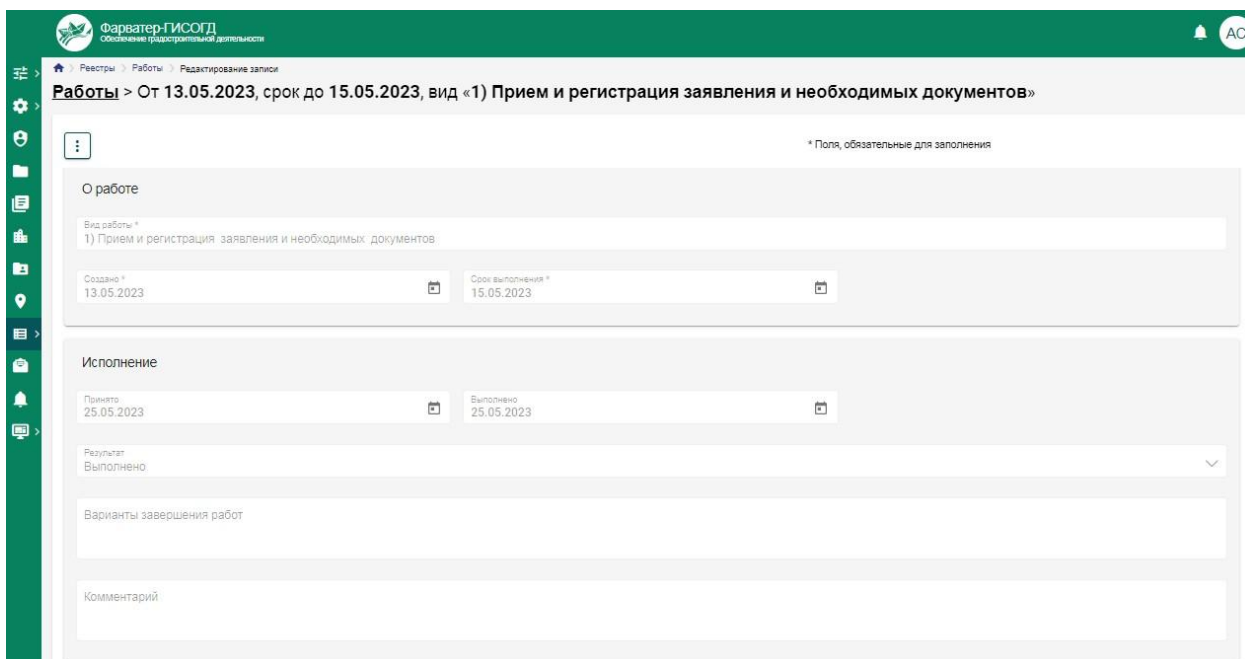 Фарватер-ГИСОГД
Обеспечение градостроительной деятельности
АС
Реестры > Работы > Редактирование записи
Работы > От 13.05.2023, срок до 15.05.2023, вид «1) Прием и регистрация заявления и необходимых документов»
* Поля, обязательные для заполнения
О работе
Вид работы *
1) Прием и регистрация заявления и необходимых документов
Создано * Срок выполнения *
13.05.2023 15.05.2023
Исполнение
Принято Выполнено
25.05.2023 25.05.2023
Результат
Выполнено
Варианты завершения работ
Комментарий